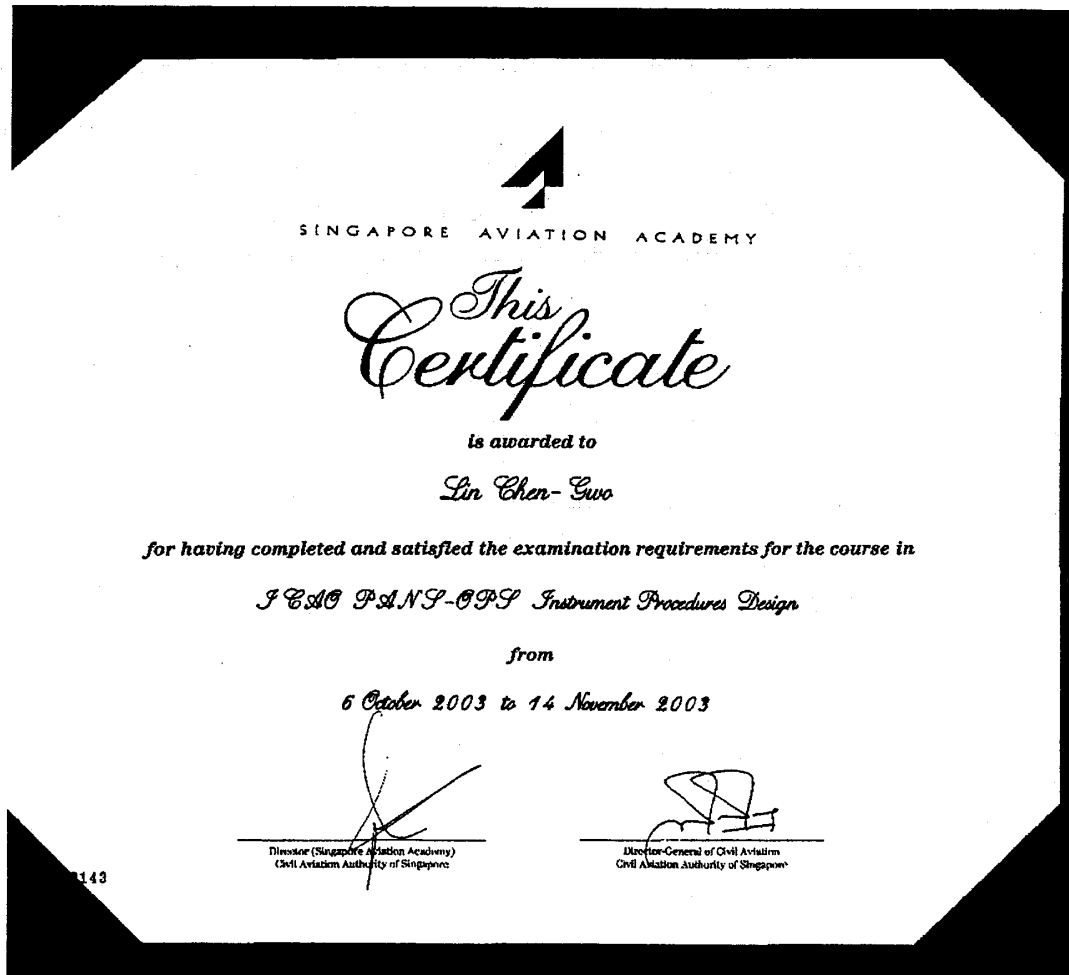 SINGAPORE AVIATION ACADEMY
This
Certificate
is awarded to
Lin Chen-Gwo
for having completed and satisfied the examination requirements for the course in
ICAO PANS-OPS Instrument Procedures Design
from
6 October 2003 to 14 November 2003
Director (Singapore Aviation Academy)
Civil Aviation Authority of Singapore
Director-General of Civil Aviation
Civil Aviation Authority of Singapore
143